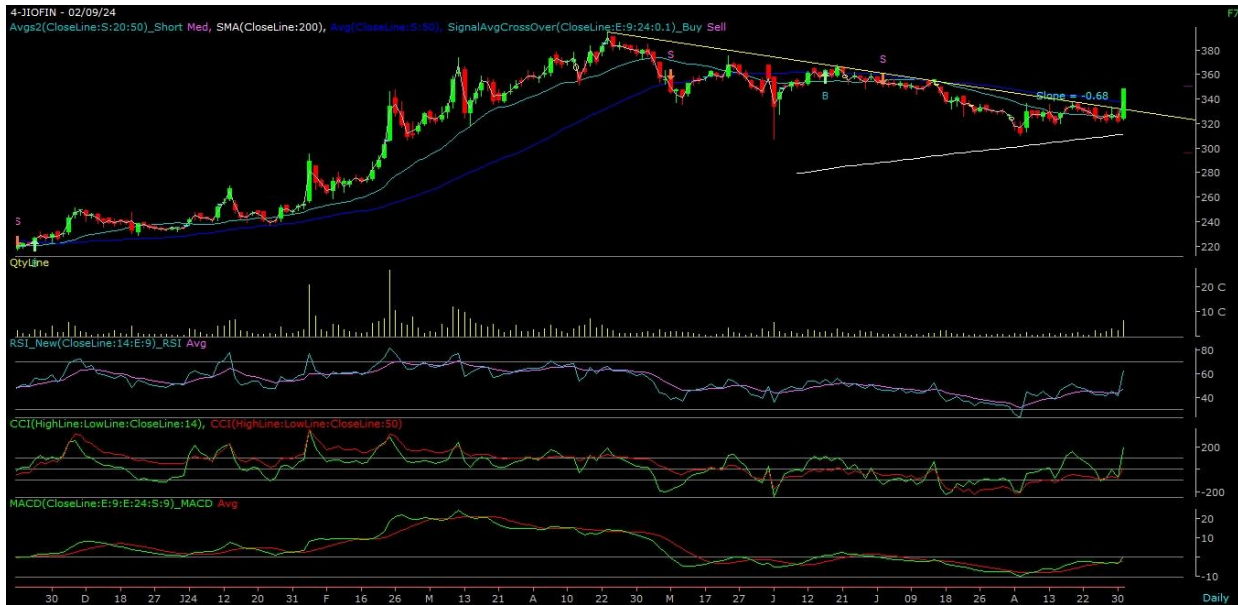 4-JIOFIN - 02/09/24
F7
Avgs2(CloseLine:S:20:50)_Short Med, SMA(CloseLine:200), Avg(CloseLine:S:50), SignalAvgCrossOver(CloseLine:E:9:24:0.1)_Buy Sell
380
360
340
320
300
280
260
240
220
S
B
S
B
S
Slope = -0.68
QtyLine
20 C
10 C
RSI_New(CloseLine:14:E:9)_RSI Avg
80
60
40
CCI(HighLine:LowLine:CloseLine:14), CCI(HighLine:LowLine:CloseLine:50)
200
0
-200
MACD(CloseLine:E:9:E:24:S:9)_MACD Avg
20
10
0
-10
30 D 18 27 J24 12 20 31 F 16 26 M 13 21 A 10 22 30 M 17 27 J 12 21 J 09 18 26 A 13 22 30 Daily